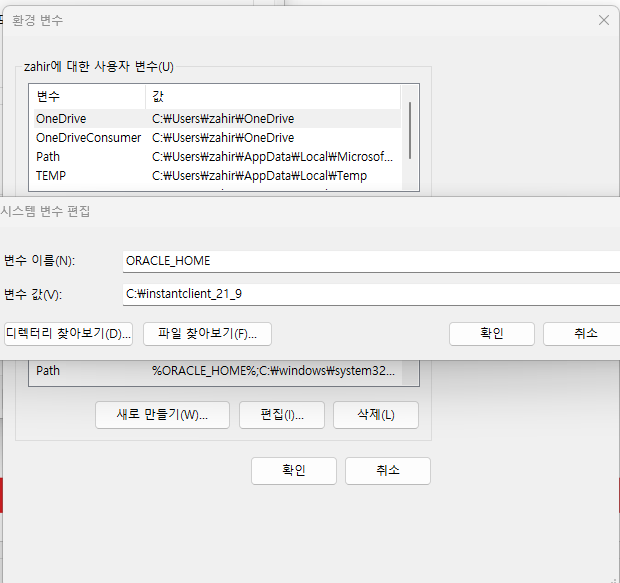 환경 변수
zahir에 대한 사용자 변수(U)
변수 값
OneDrive C:₩Users₩zahir₩OneDrive
OneDriveConsumer C:₩Users₩zahir₩OneDrive
Path C:₩Users₩zahir₩AppData₩Local₩Microsof...
TEMP C:₩Users₩zahir₩AppData₩Local₩Temp
시스템 변수 편집
변수 이름(N): ORACLE_HOME
변수 값(V): C:₩instantclient_21_9
디렉터리 찾아보기(D)... 파일 찾아보기(F)... 확인 취소
Path %ORACLE_HOME%;C:₩windows₩system32...
새로 만들기(W)... 편집(I)... 삭제(L)
확인 취소